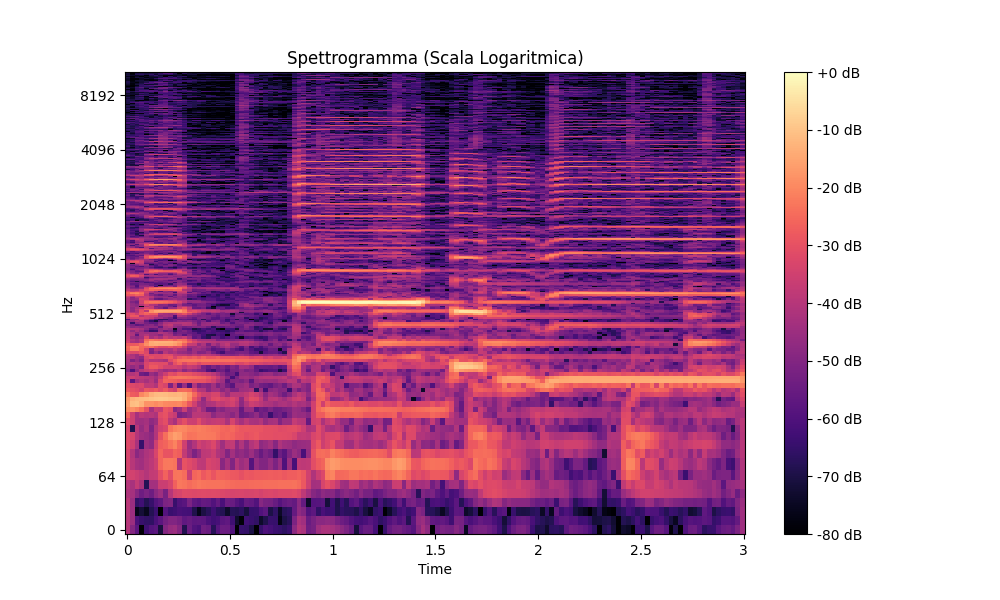 Spettrogramma (Scala Logaritmica)
Hz
8192
4096
2048
1024
512
256
128
64
0
0 0.5 1 1.5 2 2.5 3
Time
+0 dB
-10 dB
-20 dB
-30 dB
-40 dB
-50 dB
-60 dB
-70 dB
-80 dB